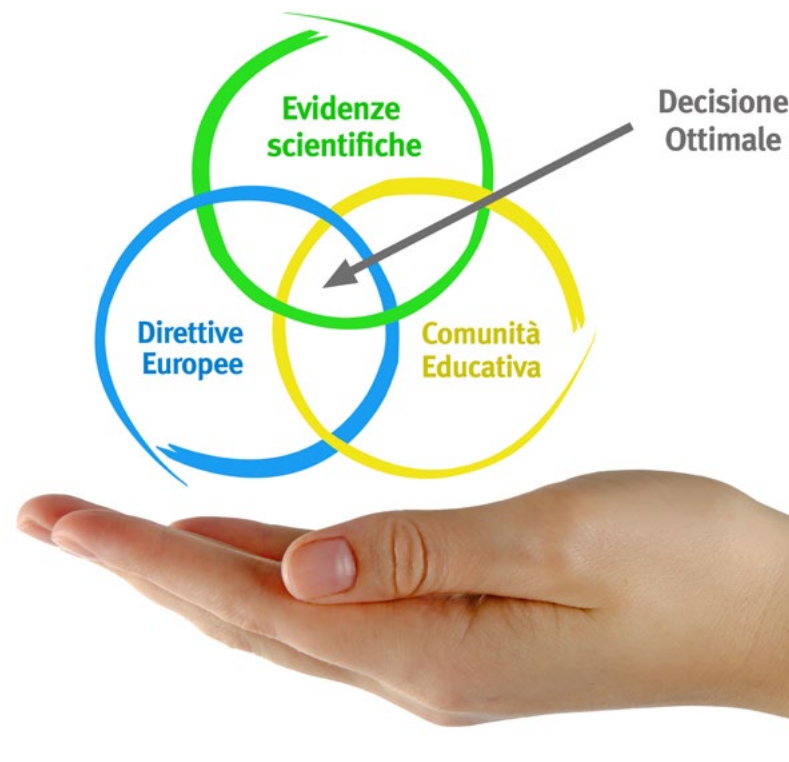 Evidenze
scientifiche
Decisione
Ottimale
Direttive
Europee
Comunità
Educativa